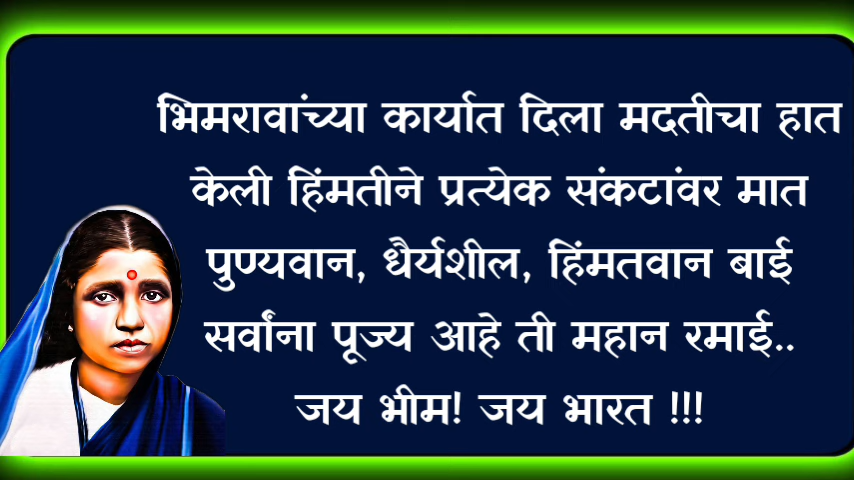 भिमरावांच्या कार्यात दिला मदतीचा हात
केली हिंमतीने प्रत्येक संकटांवर मात
पुण्यवान, धैर्यशील, हिंमतवान बाई
सर्वांना पूज्य आहे ती महान रमाई..
जय भीम! जय भारत !!!